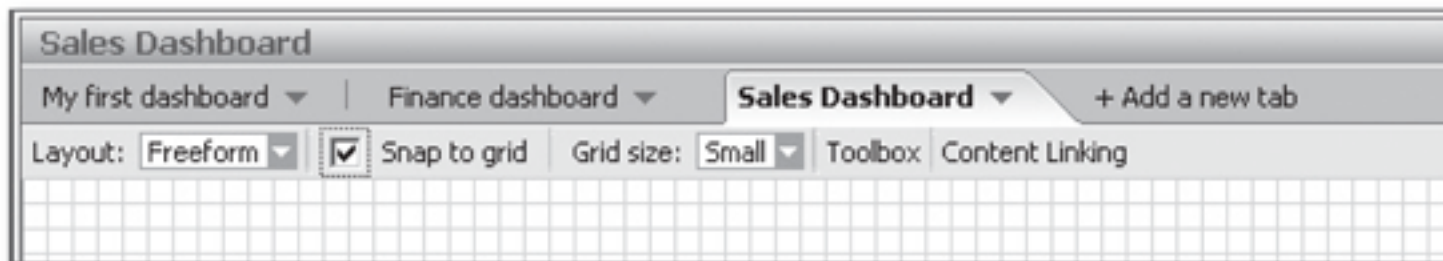 Sales Dashboard
My first dashboard | Finance dashboard Sales Dashboard + Add a new tab
Layout: Freeform Snap to grid Grid size: Small Toolbox Content Linking